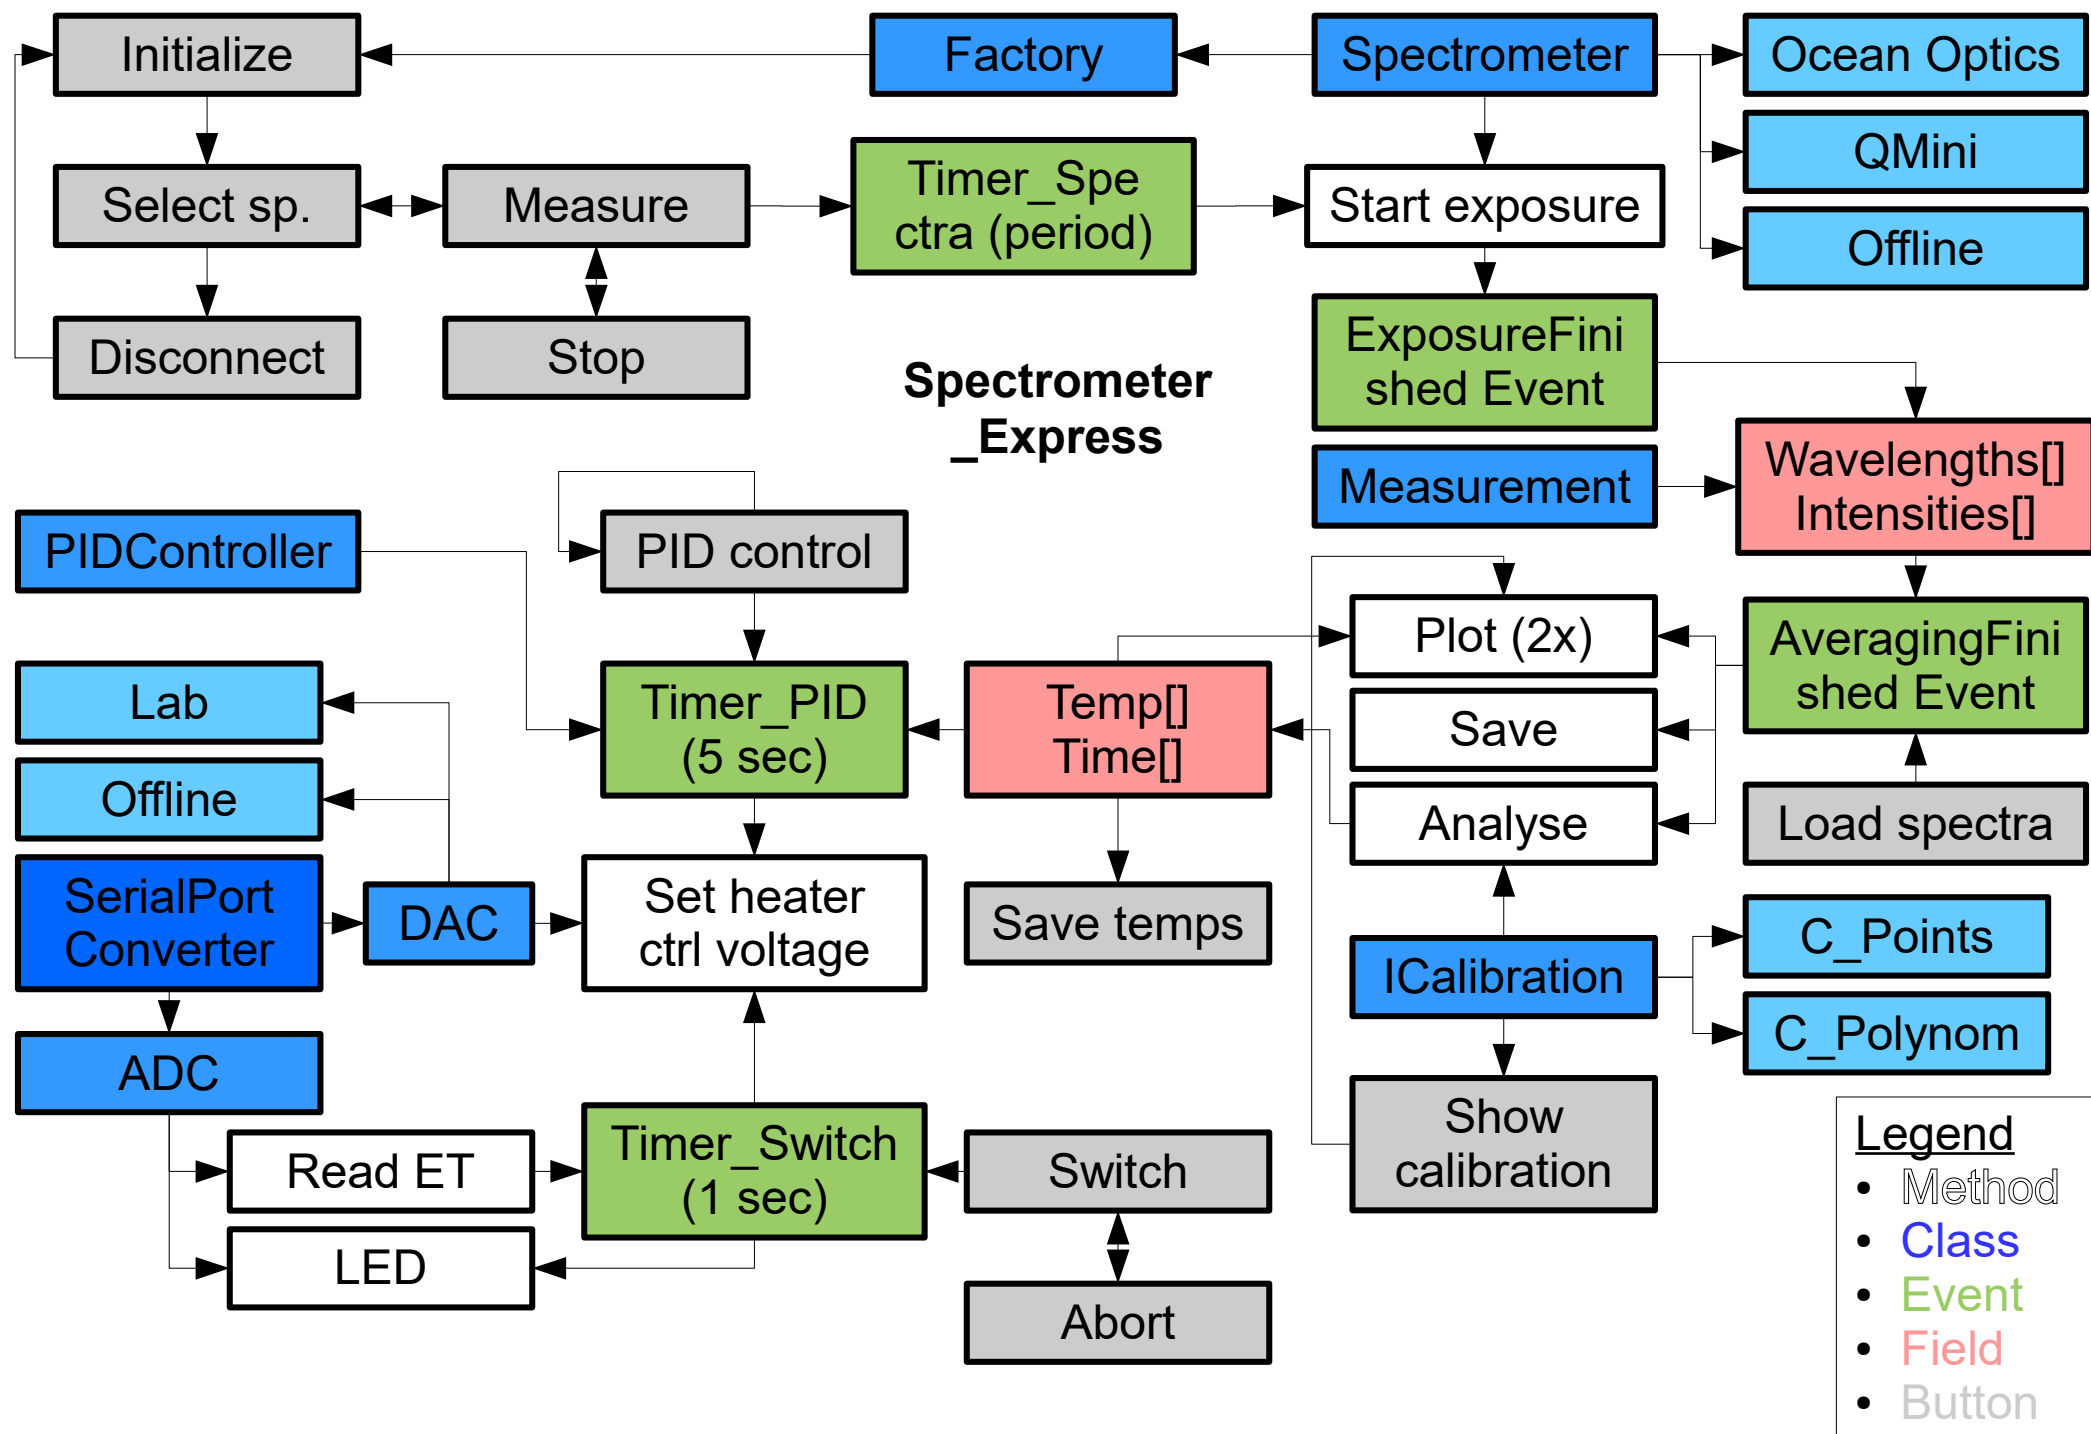 Initialize
Factory
Spectrometer
Ocean Optics
QMini
Offline
Select sp.
Measure
Timer_Spe
ctra (period)
Start exposure
Disconnect
Stop
ExposureFini
shed Event
Spectrometer
_Express
Measurement
Wavelengths[]
Intensities[]
PIDController
PID control
Plot (2x)
AveragingFini
shed Event
Lab
Timer_PID
(5 sec)
Temp[]
Time[]
Save
Offline
Analyse
Load spectra
SerialPort
Converter
DAC
Set heater
ctrl voltage
Save temps
ICalibration
C_Points
C_Polynom
ADC
Show
calibration
Read ET
Timer_Switch
(1 sec)
Switch
LED
Abort
Legend
• Method
• Class
• Event
• Field
• Button